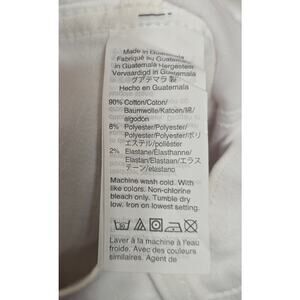 Made in Guatemala
Fabriqué au Guatemala
in Guatemala Hergestellt
Vervaardigd in Guatemala
グアテマラ 製
Hecho en Guatemala
90% Cotton/Coton/
Baumwolle/Katoen/綿/
algodón
8% Polyester/Polyester/
Polyester/Polyester/ポリ
エステル/poliéster
2% Elastane/Élasthanne/
Elastan/Elastaan/エラス
テーン/elastano
Machine wash cold. With
like colors. Non-chlorine
bleach only. Tumble dry
low. Iron on lowest setting.
Laver à la machine à l'eau
froide. Avec des couleurs
similaires. Agent de